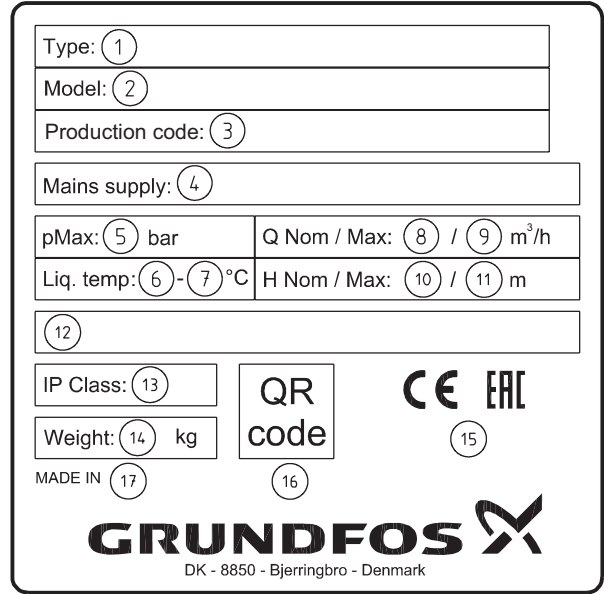 Type: 1
Model: 2
Production code: 3
Mains supply: 4
pMax: 5 bar
Q Nom / Max: 8 / 9 m³/h
Liq. temp: 6 - 7 °C
H Nom / Max: 10 / 11 m
12
IP Class: 13
QR code
CE EAC
Weight: 14 kg
15
MADE IN 17
16
GRUNDFOS
DK - 8850 - Bjerringbro - Denmark